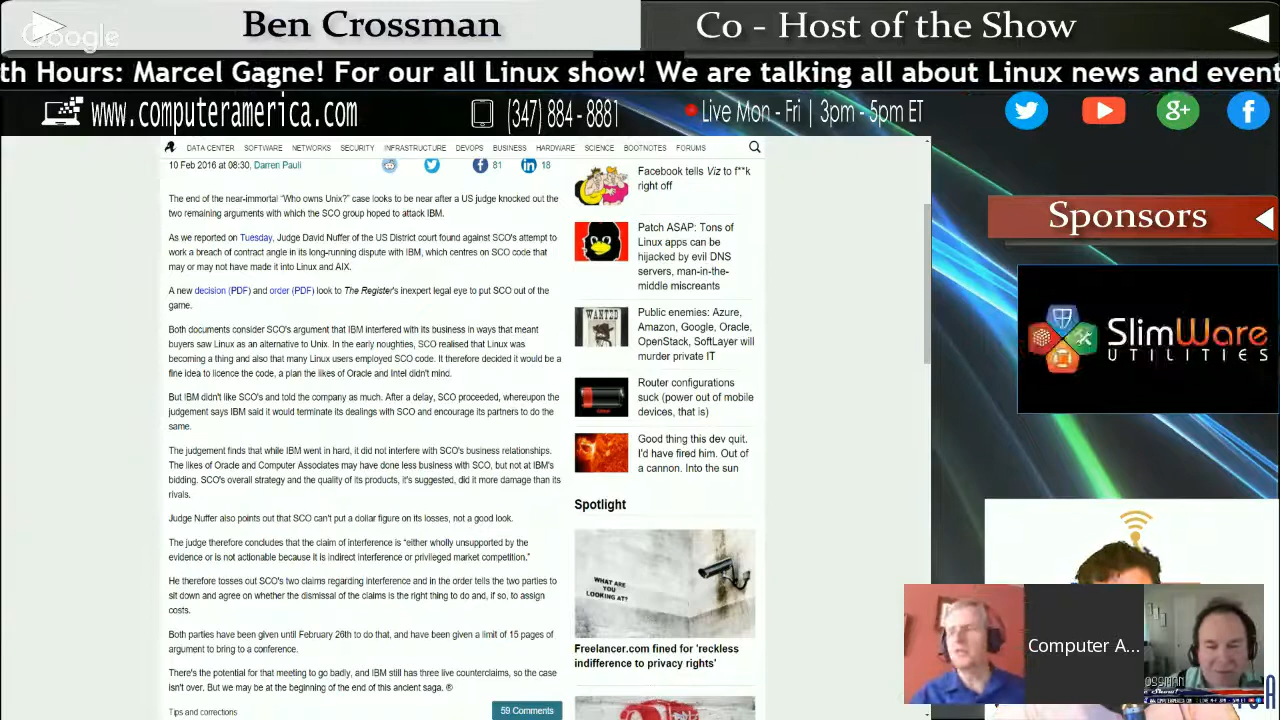 Google
Ben Crossman
Co - Host of the Show
th Hours: Marcel Gagne! For our all Linux show! We are talking all about Linux news and event
www.computeramerica.com
(347) 884 - 8881
Live Mon - Fri | 3pm - 5pm ET
DATA CENTER SOFTWARE NETWORKS SECURITY INFRASTRUCTURE DEVOPS BUSINESS HARDWARE SCIENCE BOOTNOTES FORUMS
10 Feb 2016 at 08:30, Darren Pauli
81
18
The end of the near-immortal “Who owns Unix?” case looks to be near after a US judge knocked out the
two remaining arguments with which the SCO group hoped to attack IBM.
As we reported on Tuesday, Judge David Nuffer of the US District court found against SCO's attempt to
work a breach of contract angle in its long-running dispute with IBM, which centres on SCO code that
may or may not have made it into Linux and AIX.
A new decision (PDF) and order (PDF) look to The Register's inexpert legal eye to put SCO out of the
game.
Both documents consider SCO's argument that IBM interfered with its business in ways that meant
buyers saw Linux as an alternative to Unix. In the early noughties, SCO realised that Linux was
becoming a thing and also that many Linux users employed SCO code. It therefore decided it would be a
fine idea to licence the code, a plan the likes of Oracle and Intel didn't mind.
But IBM didn't like SCO's and told the company as much. After a delay, SCO proceeded, whereupon the
judgement says IBM said it would terminate its dealings with SCO and encourage its partners to do the
same.
The judgement finds that while IBM went in hard, it did not interfere with SCO's business relationships.
The likes of Oracle and Computer Associates may have done less business with SCO, but not at IBM's
bidding. SCO's overall strategy and the quality of its products, it's suggested, did it more damage than its
rivals.
Judge Nuffer also points out that SCO can't put a dollar figure on its losses, not a good look.
The judge therefore concludes that the claim of interference is “either wholly unsupported by the
evidence or is not actionable because it is indirect interference or privileged market competition.”
He therefore tosses out SCO's two claims regarding interference and in the order tells the two parties to
sit down and agree on whether the dismissal of the claims is the right thing to do and, if so, to assign
costs.
Both parties have been given until February 26th to do that, and have been given a limit of 15 pages of
argument to bring to a conference.
There's the potential for that meeting to go badly, and IBM still has three live counterclaims, so the case
isn't over. But we may be at the beginning of the end of this ancient saga. ®
Tips and corrections
59 Comments
Facebook tells Viz to f**k
right off
Patch ASAP: Tons of
Linux apps can be
hijacked by evil DNS
servers, man-in-the-
middle miscreants
WANTED
Public enemies: Azure,
Amazon, Google, Oracle,
OpenStack, SoftLayer will
murder private IT
Router configurations
suck (power out of mobile
devices, that is)
Good thing this dev quit.
I'd have fired him. Out of
a cannon. Into the sun
Spotlight
WHAT ARE
YOU
LOOKING AT?
Freelancer.com fined for 'reckless
indifference to privacy rights'
Sponsors
SlimWare
UTILITIES
Computer A...